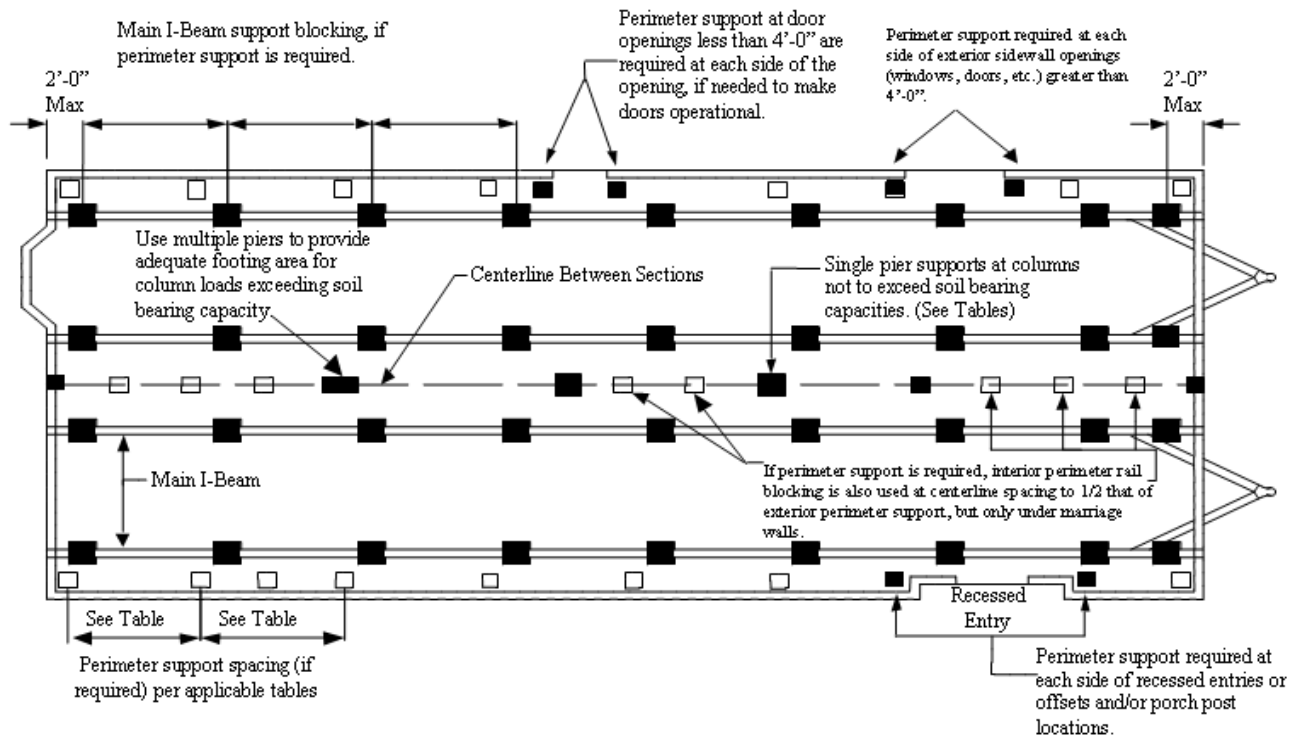 Main I-Beam support blocking, if
perimeter support is required.
2’-0”
Max
Perimeter support at door
openings less than 4’-0” are
required at each side of the
opening, if needed to make
doors operational.
Perimeter support required at each
side of exterior sidewall openings
(windows, doors, etc.) greater than
4’-0”.
2’-0”
Max
Use multiple piers to provide
adequate footing area for
column loads exceeding soil
bearing capacity
Centerline Between Sections
Single pier supports at columns
not to exceed soil bearing
capacities. (See Tables)
Main I-Beam
If perimeter support is required, interior perimeter rail
blocking is also used at centerline spacing to 1/2 that of
exterior perimeter support, but only under marriage
walls.
See Table
See Table
Perimeter support spacing (if
required) per applicable tables
Recessed
Entry
Perimeter support required at
each side of recessed entries or
offsets and/or porch post
locations.